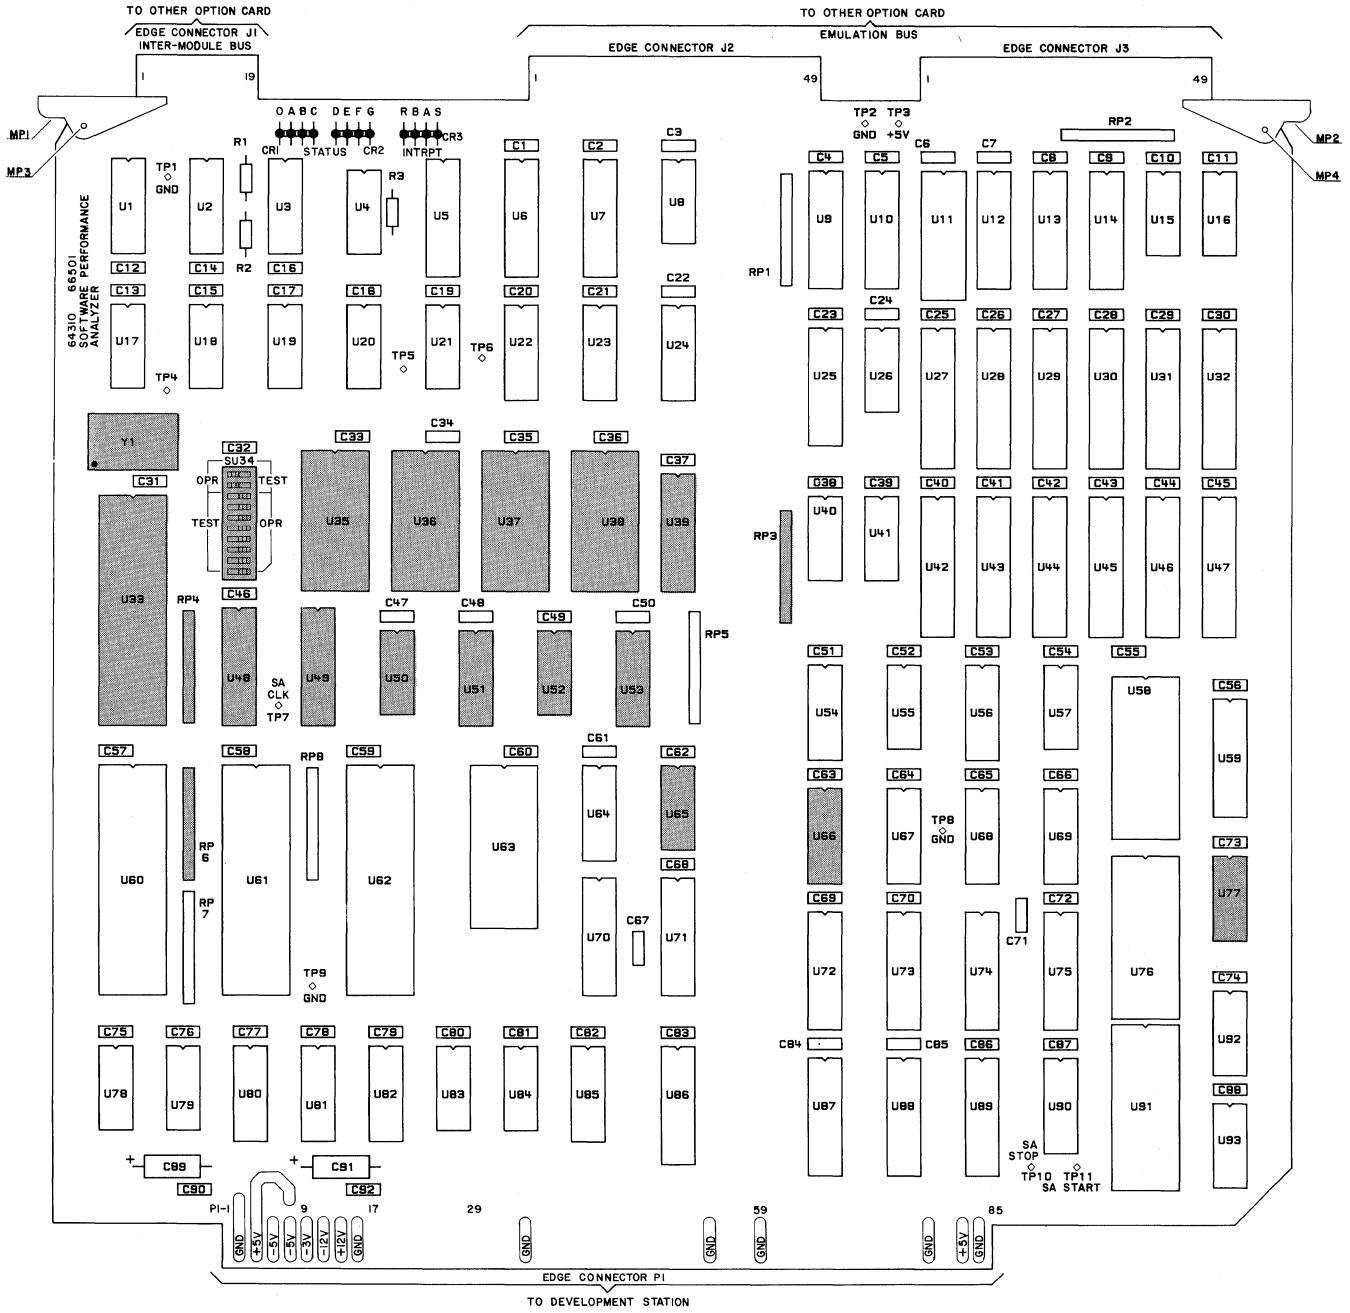 TO OTHER OPTION CARD
TO OTHER OPTION CARD
EDGE CONNECTOR J1
INTER-MODULE BUS
EMULATION BUS
EDGE CONNECTOR J2
EDGE CONNECTOR J3
1 19 1 49 1 49
MP1 MP3 MP2 MP4
O A B C D E F G R B A S
CR1 STATUS CR2 INTRPT CR3
TP2 GND TP3 +5V
RP2
R1 R2 R3
TP1 GND
C1 C2 C3 C4 C5 C6 C7 C8 C9 C10 C11
U1 U2 U3 U4 U5 U6 U7 U8 U9 U10 U11 U12 U13 U14 U15 U16
RP1
64310 66501
SOFTWARE PERFORMANCE
ANALYZER
C12 C14 C16 C22
C13 C15 C17 C18 C19 C20 C21 C23 C24 C25 C26 C27 C28 C29 C30
U17 U18 U19 U20 U21 U22 U23 U24 U25 U26 U27 U28 U29 U30 U31 U32
TP4 TP5 TP6
Y1
C31 C32 C33 C34 C35 C36 C37 D38 C39 C40 C41 C42 C43 C44 C45
SU34
OPR TEST
TEST OPR
U33 U35 U36 U37 U38 U39 U40 U41 U42 U43 U44 U45 U46 U47
RP3
RP4
C46 C47 C48 C49 C50
RP5
U48 U49 U50 U51 U52 U53
SA
CLK
TP7
C51 C52 C53 C54 C55 C56
U54 U55 U56 U57 U58 U59
C57 C58 C59 C60 C61 C62 C63 C64 C65 C66
RP8
RP
6
RP
7
U60 U61 U62 U63 U64 U65 U66 U67 U68 U69
TP8
GND
C67 C68 C69 C70 C71 C72 C73
U70 U71 U72 U73 U74 U75 U76 U77
TP9
GND
C74
C75 C76 C77 C78 C79 C80 C81 C82 C83 C84 C85 C86 C87 C88
U78 U79 U80 U81 U82 U83 U84 U85 U86 U87 U88 U89 U90 U91 U92 U93
+ C89 + C91
C90 C92
SA
STOP
TP10 TP11
SA START
P1-1 9 17 29 59 85
GND +5V -5V -5V -3V -12V +12V GND GND GND GND GND +5V GND
EDGE CONNECTOR P1
TO DEVELOPMENT STATION